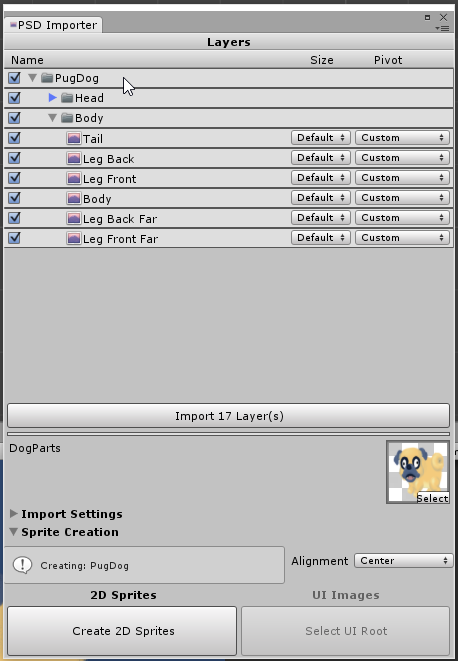 PSD Importer
Layers
Name Size Pivot
PugDog
Head
Body
Tail Default Custom
Leg Back Default Custom
Leg Front Default Custom
Body Default Custom
Leg Back Far Default Custom
Leg Front Far Default Custom
Import 17 Layer(s)
DogParts
Select
Import Settings
Sprite Creation
Creating: PugDog
Alignment Center
2D Sprites UI Images
Create 2D Sprites Select UI Root